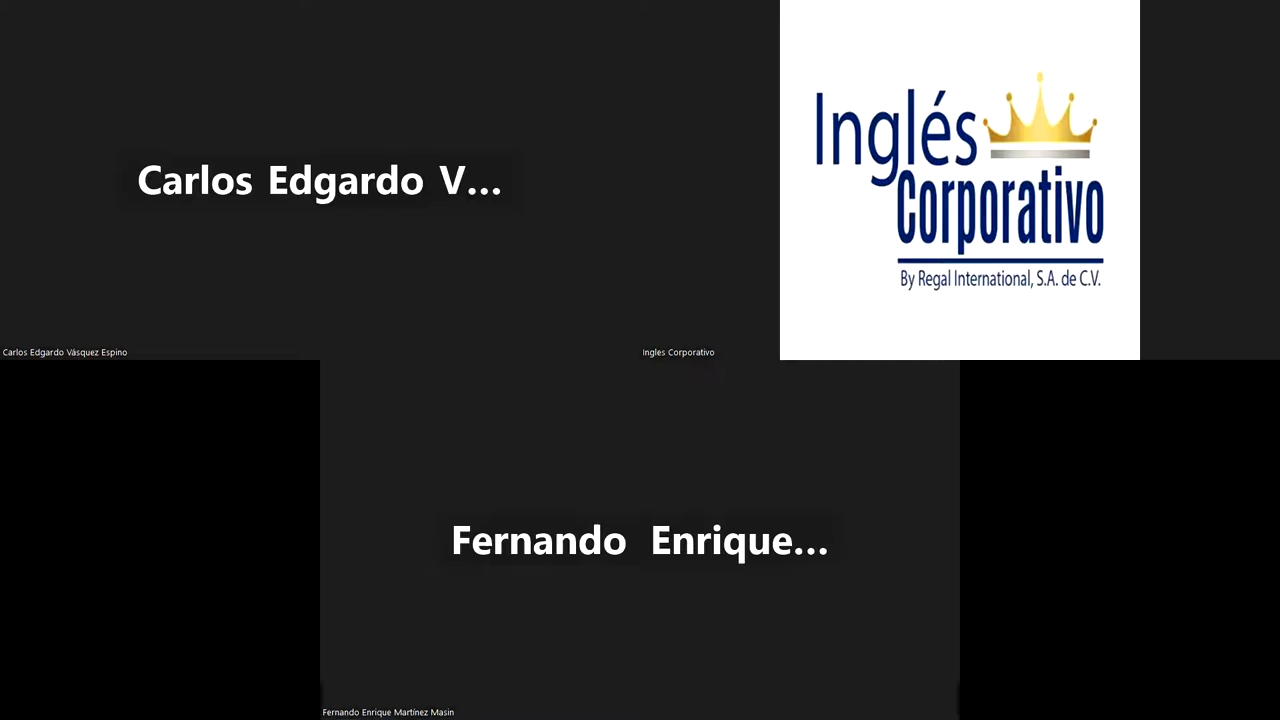 Carlos Edgardo V...
Inglés
Corporativo
By Regal International, S.A. de C.V.
Carlos Edgardo Vásquez Espino
Ingles Corporativo
Fernando Enrique...
Fernando Enrique Martínez Masin